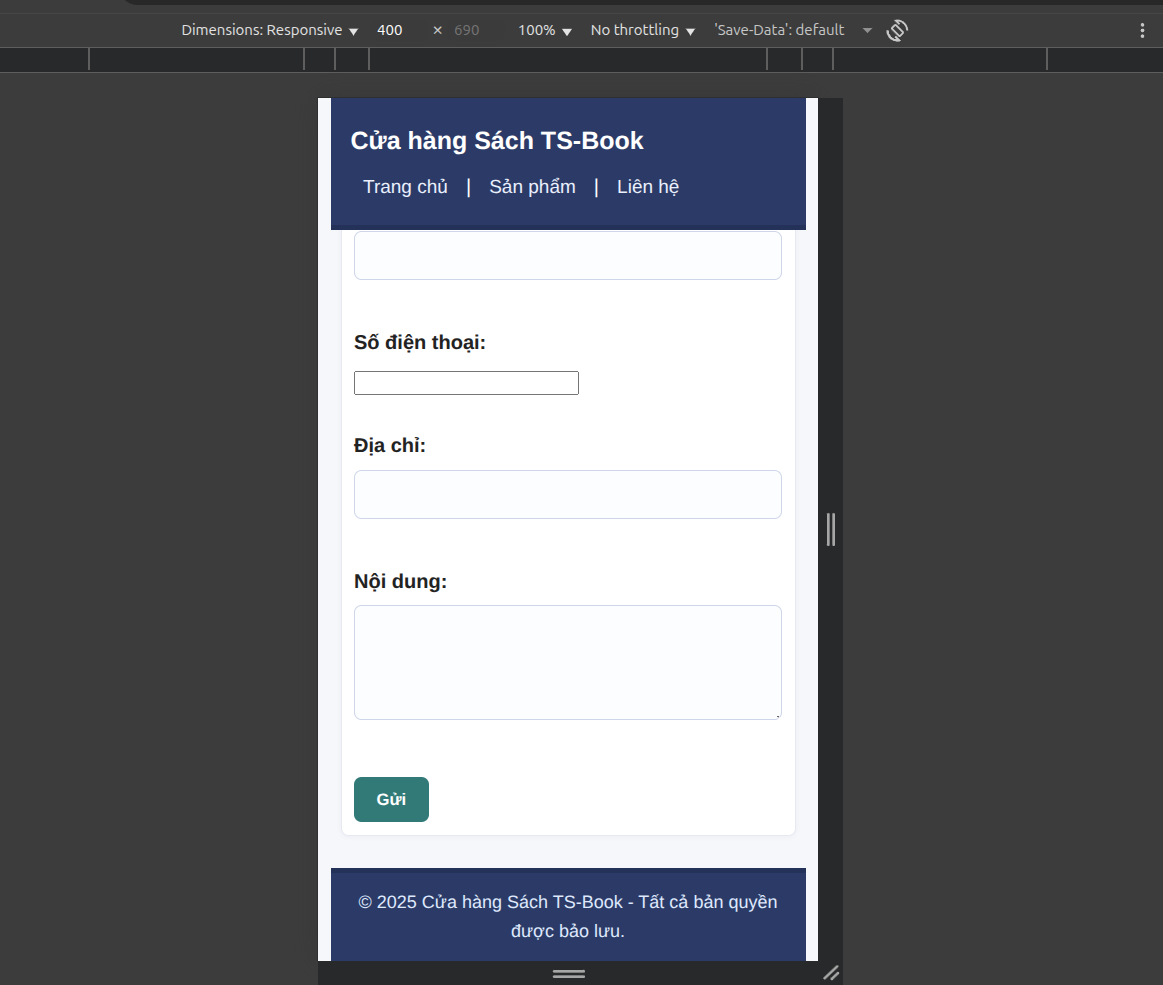 Dimensions: Responsive ▼ 400 × 690 100% ▼ No throttling ▼ 'Save-Data': default
Cửa hàng Sách TS-Book
Trang chủ | Sản phẩm | Liên hệ
Số điện thoại:
Địa chỉ:
Nội dung:
Gửi
© 2025 Cửa hàng Sách TS-Book - Tất cả bản quyền
được bảo lưu.